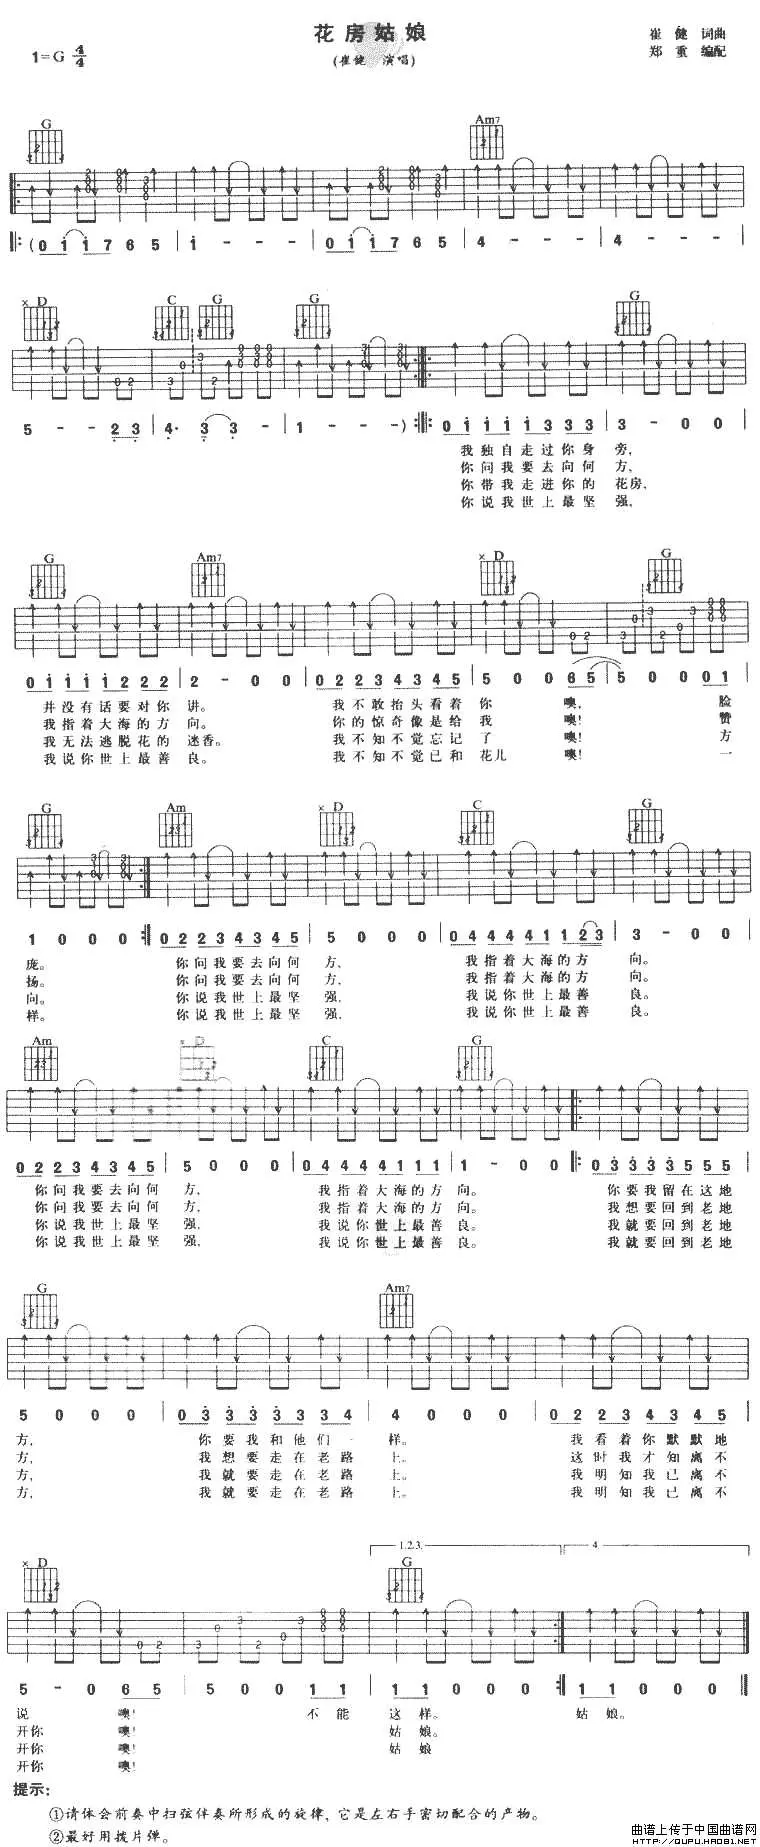 花房姑娘
崔健 词曲
1=G 4/4
(崔健 演唱)
郑重 编配
G Am7
‖:(0 i i 7 6 5 | i - - - | 0 i i 7 6 5 | 4 - - - | 4 - - -
× D C G G G
5 - - 2 3 | 4· 3 3 - | 1 - - - ) :‖: 0 i i i i 3 3 3 | 3 - 0 0
我独自走过你身旁,
你问我要去向何方,
你带我走进你的花房,
你说我世上最坚强,
G Am7 × D G
0 i i i i 2 2 2 | 2 - 0 0 | 0 2 2 3 4 3 4 5 | 5 0 0 6 5 | 5 0 0 0 1
并没有话要对你讲。 我不敢抬头看着你 噢, 脸
我指着大海的方向。 你的惊奇像是给我 噢! 赞
我无法逃脱花的迷香。 我不知不觉忘记了 噢! 方
我说你世上最善良。 我不知不觉已和花儿 噢! 一
G Am × D C G
1 0 0 0 :‖ 0 2 2 3 4 3 4 5 | 5 0 0 0 | 0 4 4 4 4 1 1 2 3 | 3 - 0 0
庞。 你问我要去向何方, 我指着大海的方向。
扬。 你问我要去向何方, 我指着大海的方向。
向。 你说我世上最坚强, 我说你世上最善良。
样。 你说我世上最坚强, 我说你世上最善良。
Am × D C G
0 2 2 3 4 3 4 5 | 5 0 0 0 | 0 4 4 4 4 1 1 1 | 1 - 0 0 ‖: 0 3 3 3 3 5 5 5
你问我要去向何方, 我指着大海的方向。 你要我留在这地
你问我要去向何方, 我指着大海的方向。 我想要回到老地
你说我世上最坚强, 我说你世上最善良。 我就要回到老地
你说我世上最坚强, 我说你世上最善良。 我就要回到老地
G Am7
5 0 0 0 | 0 3 3 3 3 3 3 4 | 4 0 0 0 | 0 2 2 3 4 3 4 5
方, 你要我和他们一样。 我看着你默默地
方, 我想要走在老路上。 这时我才知离不
方, 我就要走在老路上。 我明知我已离不
方, 我就要走在老路上。 我明知我已离不
× D 1.2.3. G 4.
5 - 0 6 5 | 5 0 0 1 1 | 1 1 0 0 0 :‖ 1 1 0 0 0 ‖
说 噢! 不能这样。 姑娘。
开你 噢! 姑娘。
开你 噢! 姑娘
开你 噢!
提示:
①请体会前奏中扫弦伴奏所形成的旋律,它是左右手密切配合的产物。
②最好用拨片弹。
曲谱上传于中国曲谱网
HTTP://QUPU.HAO81.NET